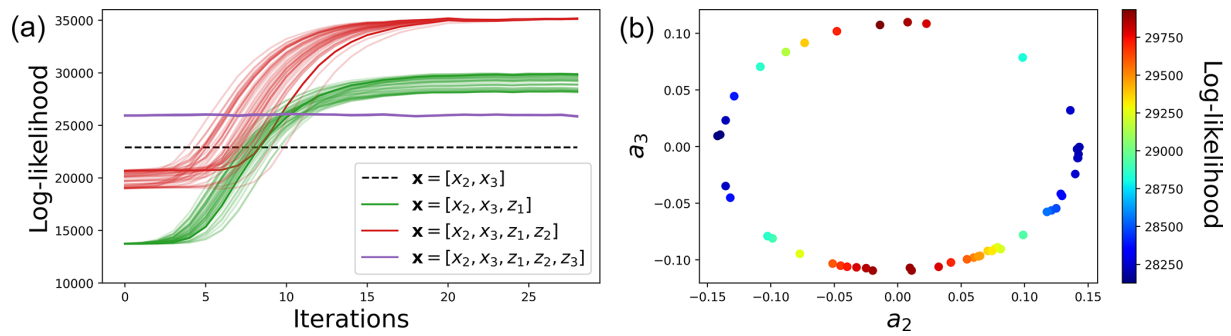 (a)
Log-likelihood
35000
30000
25000
20000
15000
10000
0 5 10 15 20 25
Iterations
x = [x₂, x₃]
x = [x₂, x₃, z₁]
x = [x₂, x₃, z₁, z₂]
x = [x₂, x₃, z₁, z₂, z₃]
(b)
a₃
0.10
0.05
0.00
−0.05
−0.10
−0.15 −0.10 −0.05 0.00 0.05 0.10 0.15
a₂
29750
29500
29250
29000
28750
28500
28250
Log-likelihood